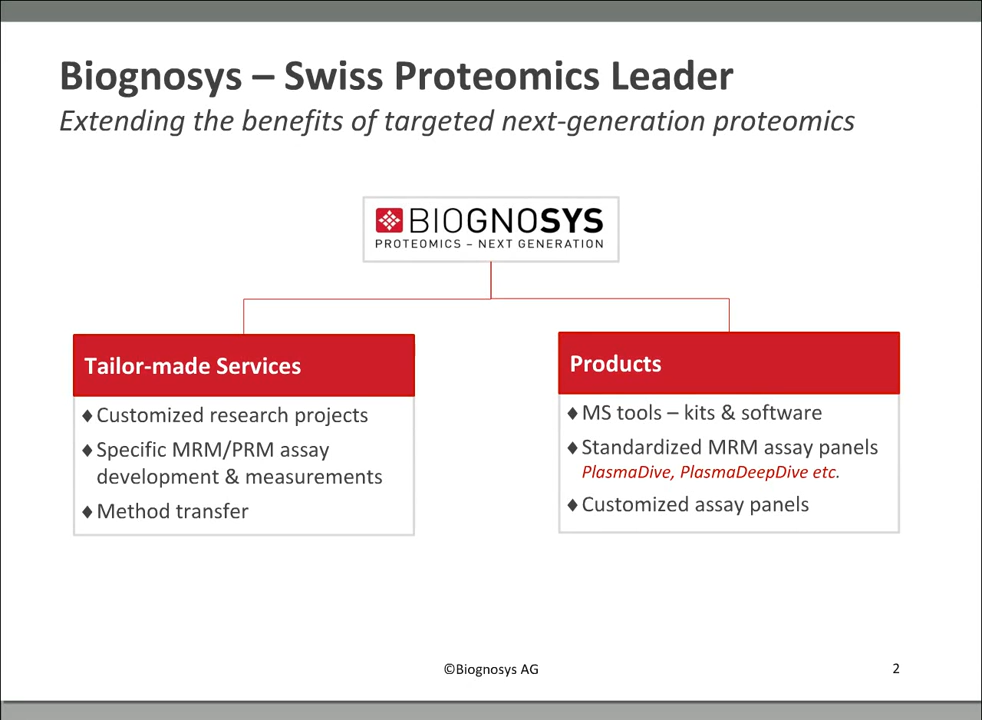 Biognosys – Swiss Proteomics Leader
Extending the benefits of targeted next-generation proteomics
BIOGNOSYS
PROTEOMICS – NEXT GENERATION
Tailor-made Services
♦Customized research projects
♦Specific MRM/PRM assay
development & measurements
♦Method transfer
Products
♦MS tools – kits & software
♦Standardized MRM assay panels
PlasmaDive, PlasmaDeepDive etc.
♦Customized assay panels
©Biognosys AG
2